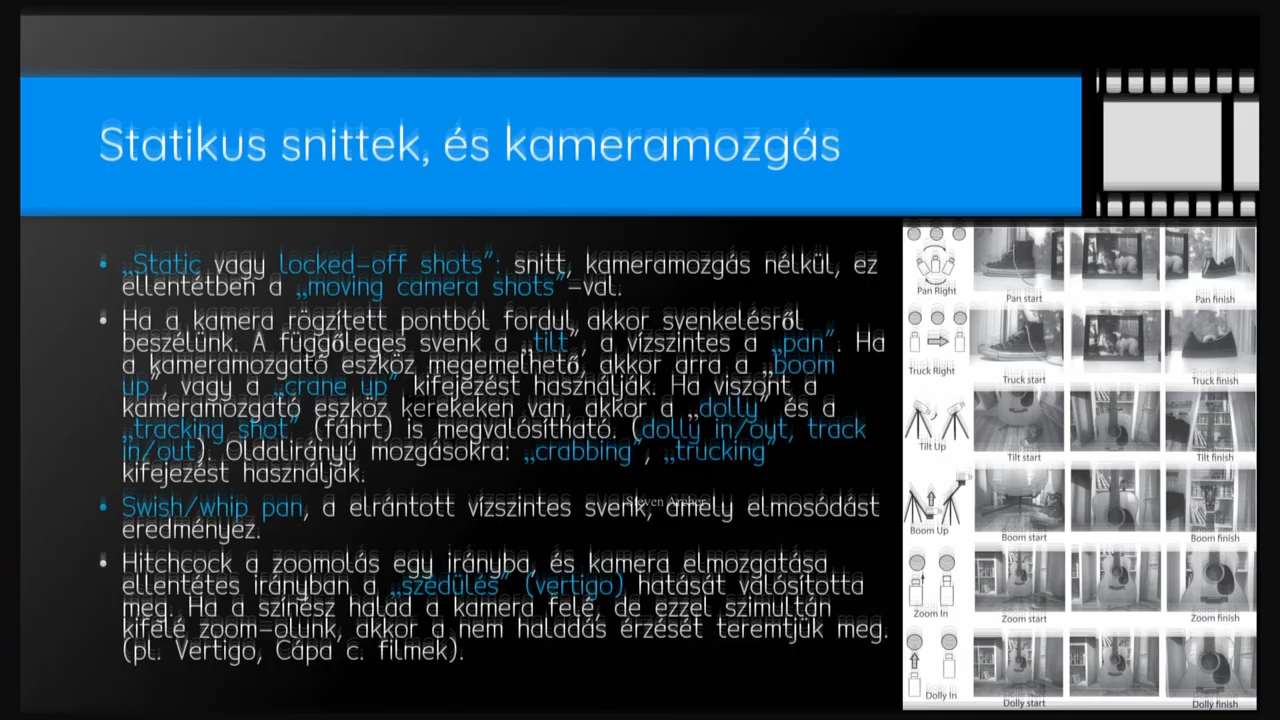 Statikus snittek, és kameramozgás
• „Static vagy locked-off shots”: snitt, kameramozgás nélkül, ez
ellentétben a „moving camera shots”-val.
• Ha a kamera rögzített pontból fordul, akkor svenkelésről
beszélünk. A függőleges svenk a „tilt”, a vízszintes a „pan”. Ha
a kameramozgató eszköz megemelhető, akkor arra a „boom
up”, vagy a „crane up” kifejezést használják. Ha viszont a
kameramozgató eszköz kerekeken van, akkor a „dolly” és a
„tracking shot” (fáhrt) is megvalósítható. (dolly in/out, track
in/out). Oldalirányú mozgásokra: „crabbing”, „trucking”
kifejezést használják.
• Swish/whip pan, a elrántott vízszintes svenk, amely elmosódást
eredményez.
Steven Archer
• Hitchcock a zoomolás egy irányba, és kamera elmozgatása
ellentétes irányban a „szédülés” (vertigo) hatását valósította
meg. Ha a színész halad a kamera felé, de ezzel szimultán
kifelé zoom-olunk, akkor a nem haladás érzését teremtjük meg.
(pl. Vertigo, Cápa c. filmek).
Pan Right
Pan start
Pan finish
Truck Right
Truck start
Truck finish
Tilt Up
Tilt start
Tilt finish
Boom Up
Boom start
Boom finish
Zoom In
Zoom start
Zoom finish
Dolly In
Dolly start
Dolly finish